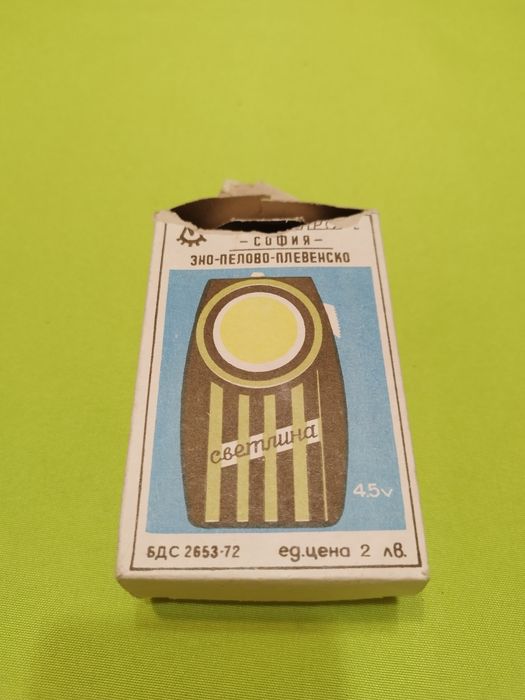 - СОФИЯ -
ЗНО-ПЕЛОВО-ПЛЕВЕНСКО
светлина
4.5v
БДС 2653-72 ед.цена 2 лв.